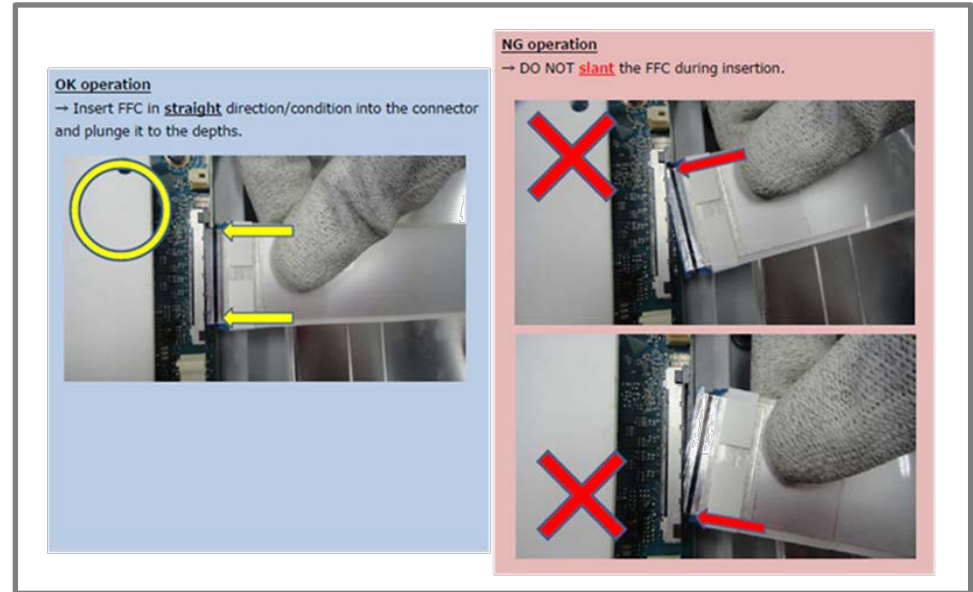 OK operation
→ Insert FFC in straight direction/condition into the connector
and plunge it to the depths.
NG operation
→ DO NOT slant the FFC during insertion.